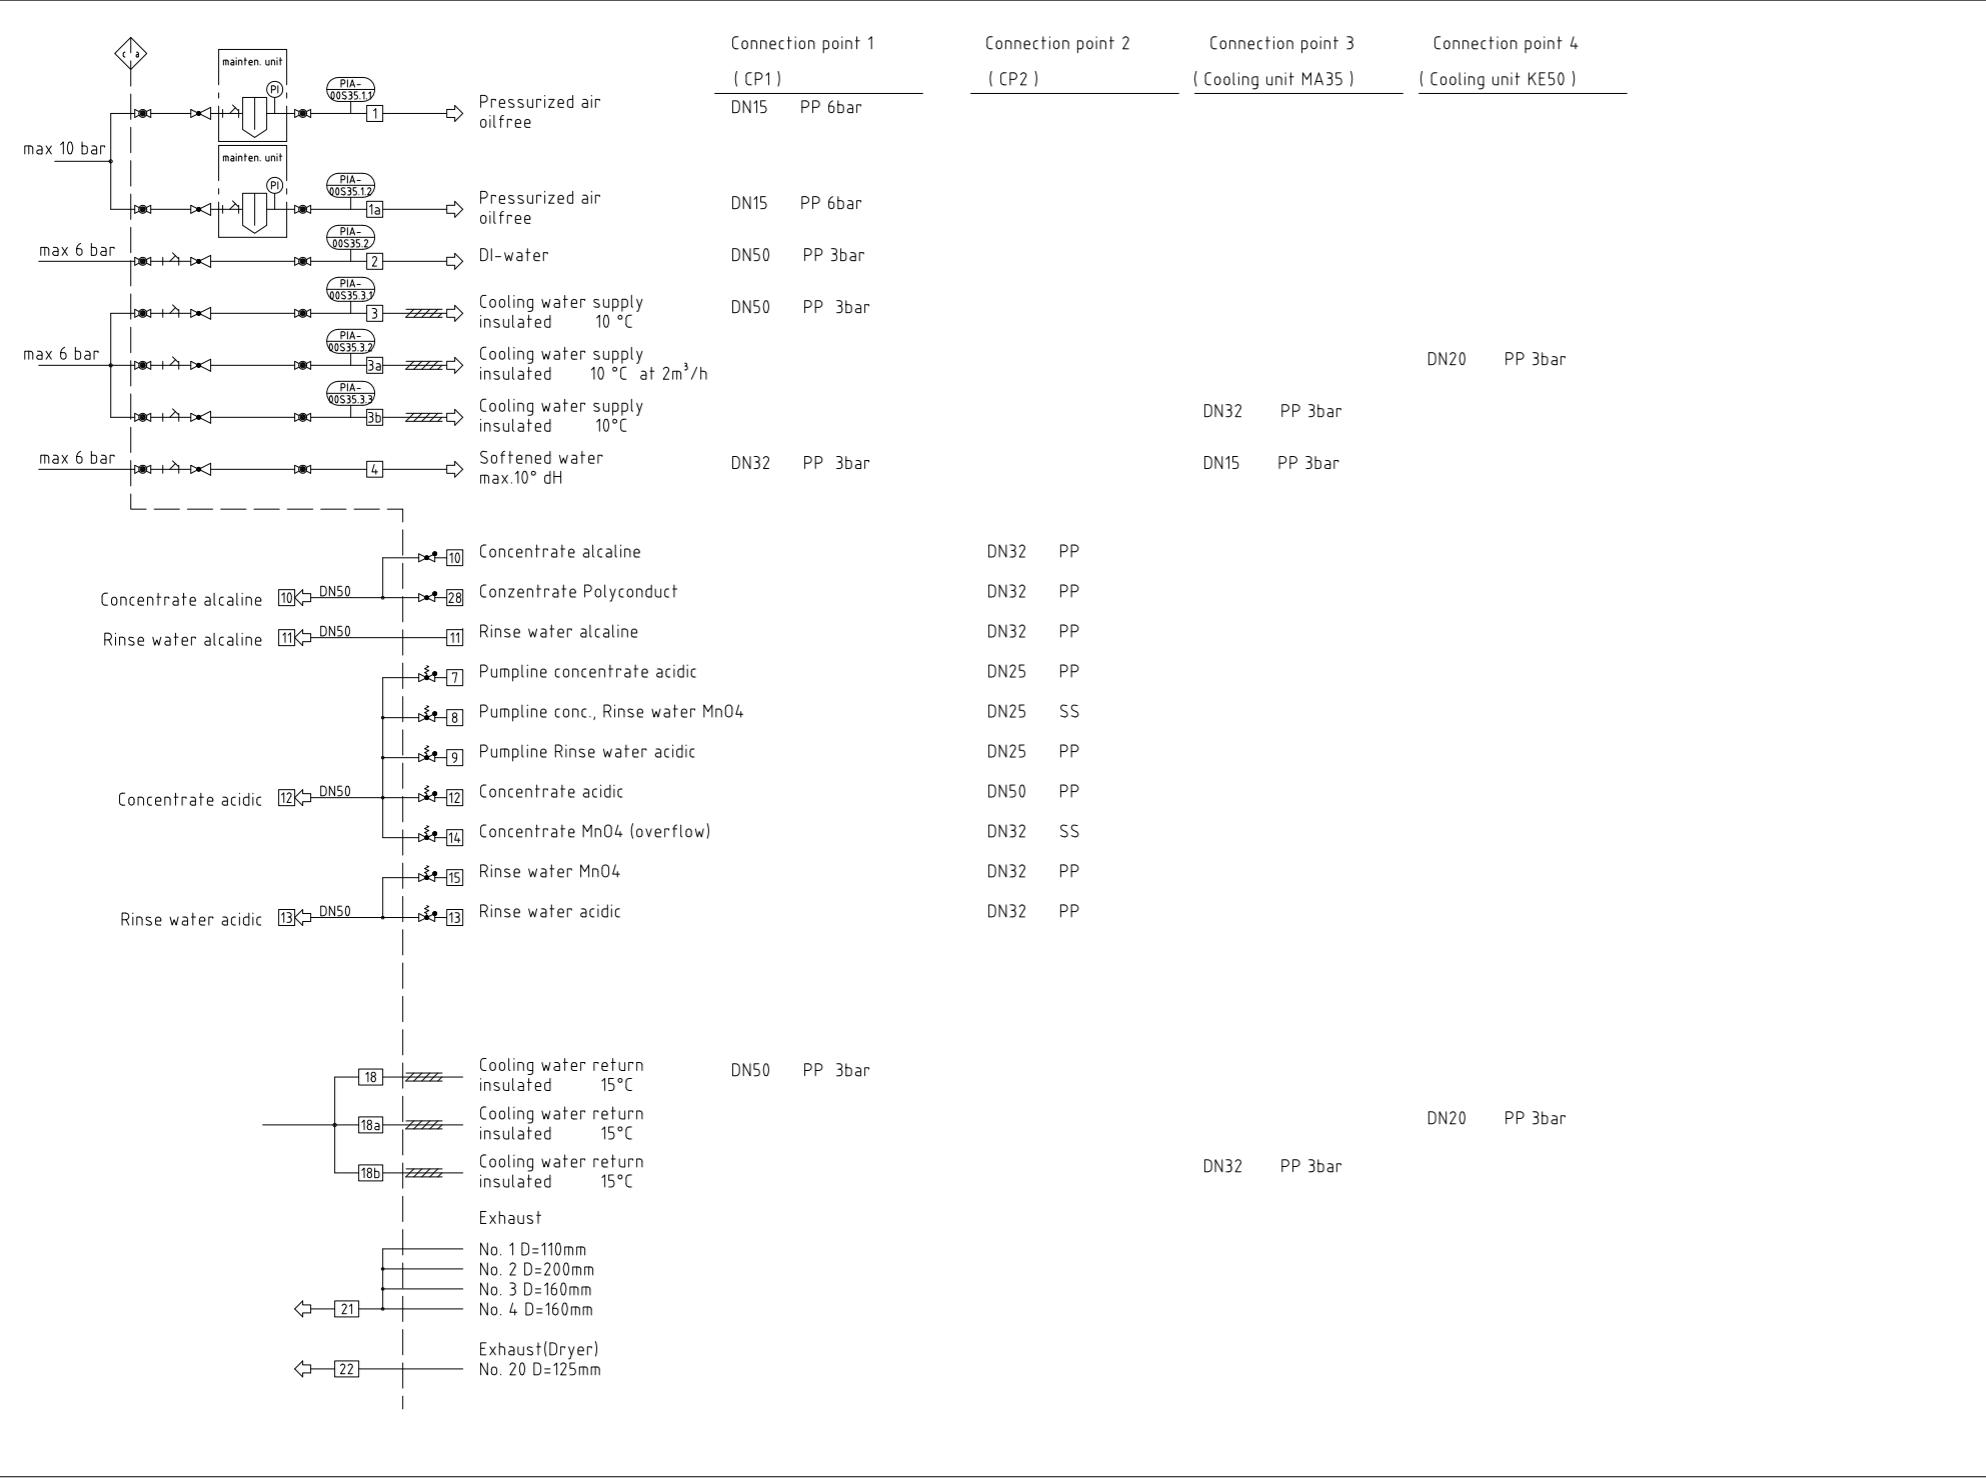 Connection point 1 Connection point 2 Connection point 3 Connection point 4
( CP1 ) ( CP2 ) ( Cooling unit MA35 ) ( Cooling unit KE50 )
c a
mainten. unit
PI
PIA-
00S35.1.1
1
Pressurized air DN15 PP 6bar
oilfree
max 10 bar
mainten. unit
PI
PIA-
00S35.1.2
1a
Pressurized air DN15 PP 6bar
oilfree
max 6 bar
PIA-
00S35.2
2
DI-water DN50 PP 3bar
PIA-
00S35.3.1
3
Cooling water supply DN50 PP 3bar
insulated 10 °C
max 6 bar
PIA-
00S35.3.2
3a
Cooling water supply DN20 PP 3bar
insulated 10 °C at 2m³/h
PIA-
00S35.3.3
3b
Cooling water supply DN32 PP 3bar
insulated 10°C
max 6 bar
4
Softened water DN32 PP 3bar DN15 PP 3bar
max.10° dH
10 Concentrate alcaline DN32 PP
Concentrate alcaline 10 DN50 28 Conzentrate Polyconduct DN32 PP
Rinse water alcaline 11 DN50 11 Rinse water alcaline DN32 PP
7 Pumpline concentrate acidic DN25 PP
8 Pumpline conc., Rinse water MnO4 DN25 SS
9 Pumpline Rinse water acidic DN25 PP
Concentrate acidic 12 DN50 12 Concentrate acidic DN50 PP
14 Concentrate MnO4 (overflow) DN32 SS
15 Rinse water MnO4 DN32 PP
Rinse water acidic 13 DN50 13 Rinse water acidic DN32 PP
18 Cooling water return DN50 PP 3bar
insulated 15°C
18a Cooling water return DN20 PP 3bar
insulated 15°C
18b Cooling water return DN32 PP 3bar
insulated 15°C
Exhaust
No. 1 D=110mm
No. 2 D=200mm
No. 3 D=160mm
21 No. 4 D=160mm
Exhaust(Dryer)
22 No. 20 D=125mm